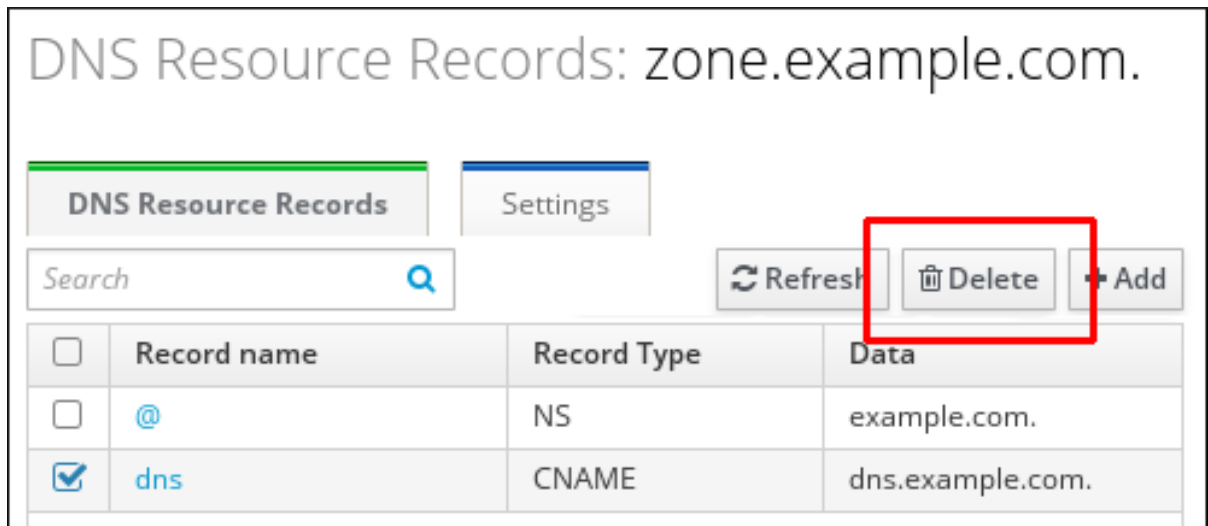 DNS Resource Records: zone.example.com.
DNS Resource Records Settings
Search Refresh Delete + Add
Record name Record Type Data
@ NS example.com.
dns CNAME dns.example.com.